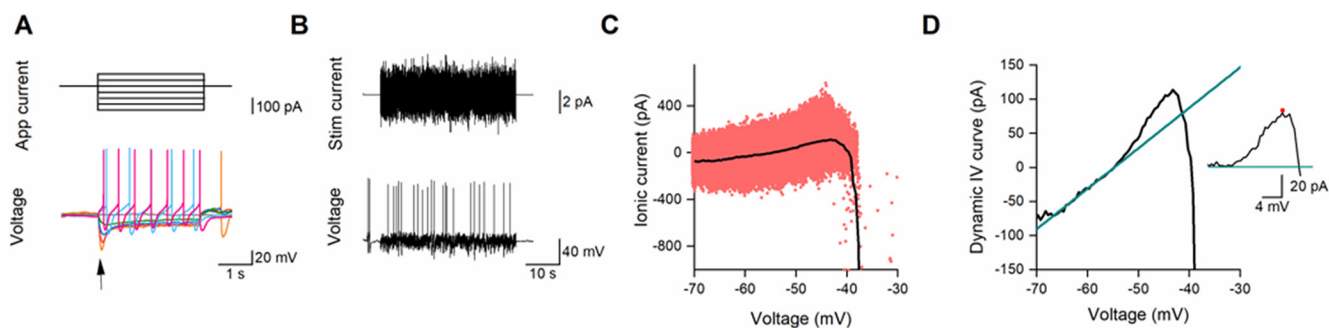 A
App current
100 pA
Voltage
20 mV
1 s
B
Stim current
2 pA
Voltage
40 mV
10 s
C
Ionic current (pA)
400
0
-400
-800
-70 -60 -50 -40 -30
Voltage (mV)
D
Dynamic IV curve (pA)
150
100
50
0
-50
-100
-150
-70 -60 -50 -40 -30
Voltage (mV)
20 pA
4 mV